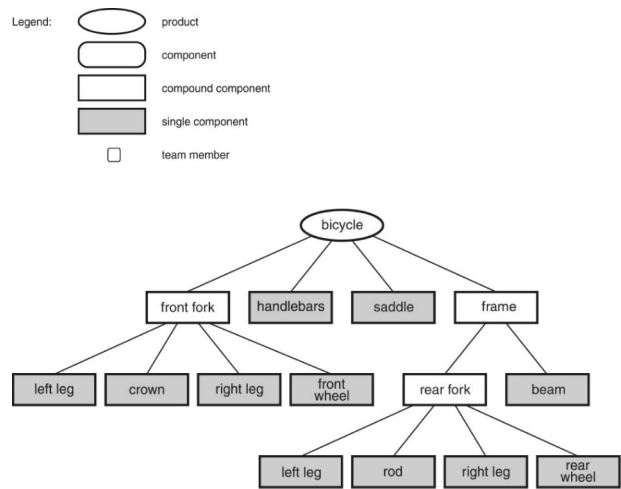 Legend:
product
component
compound component
single component
team member
bicycle
front fork
handlebars
saddle
frame
left leg
crown
right leg
front
wheel
rear fork
beam
left leg
rod
right leg
rear
wheel